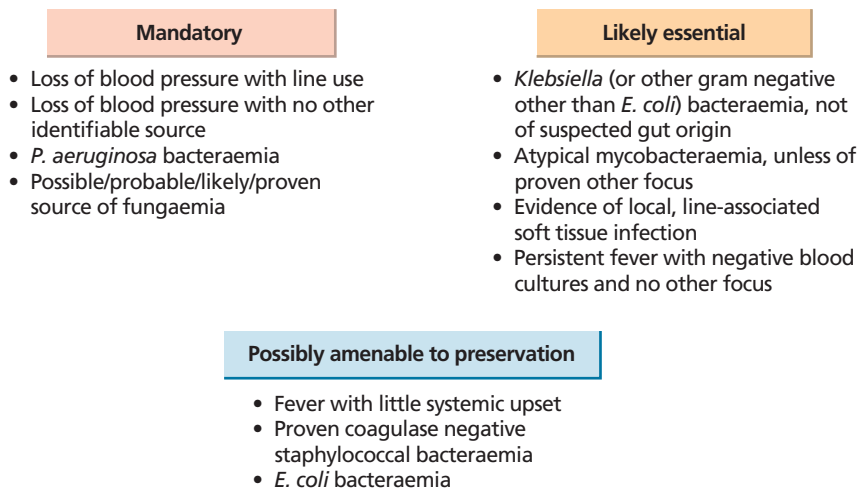 Mandatory
• Loss of blood pressure with line use
• Loss of blood pressure with no other
identifiable source
• P. aeruginosa bacteraemia
• Possible/probable/likely/proven
source of fungaemia
Likely essential
• Klebsiella (or other gram negative
other than E. coli) bacteraemia, not
of suspected gut origin
• Atypical mycobacteraemia, unless of
proven other focus
• Evidence of local, line-associated
soft tissue infection
• Persistent fever with negative blood
cultures and no other focus
Possibly amenable to preservation
• Fever with little systemic upset
• Proven coagulase negative
staphylococcal bacteraemia
• E. coli bacteraemia